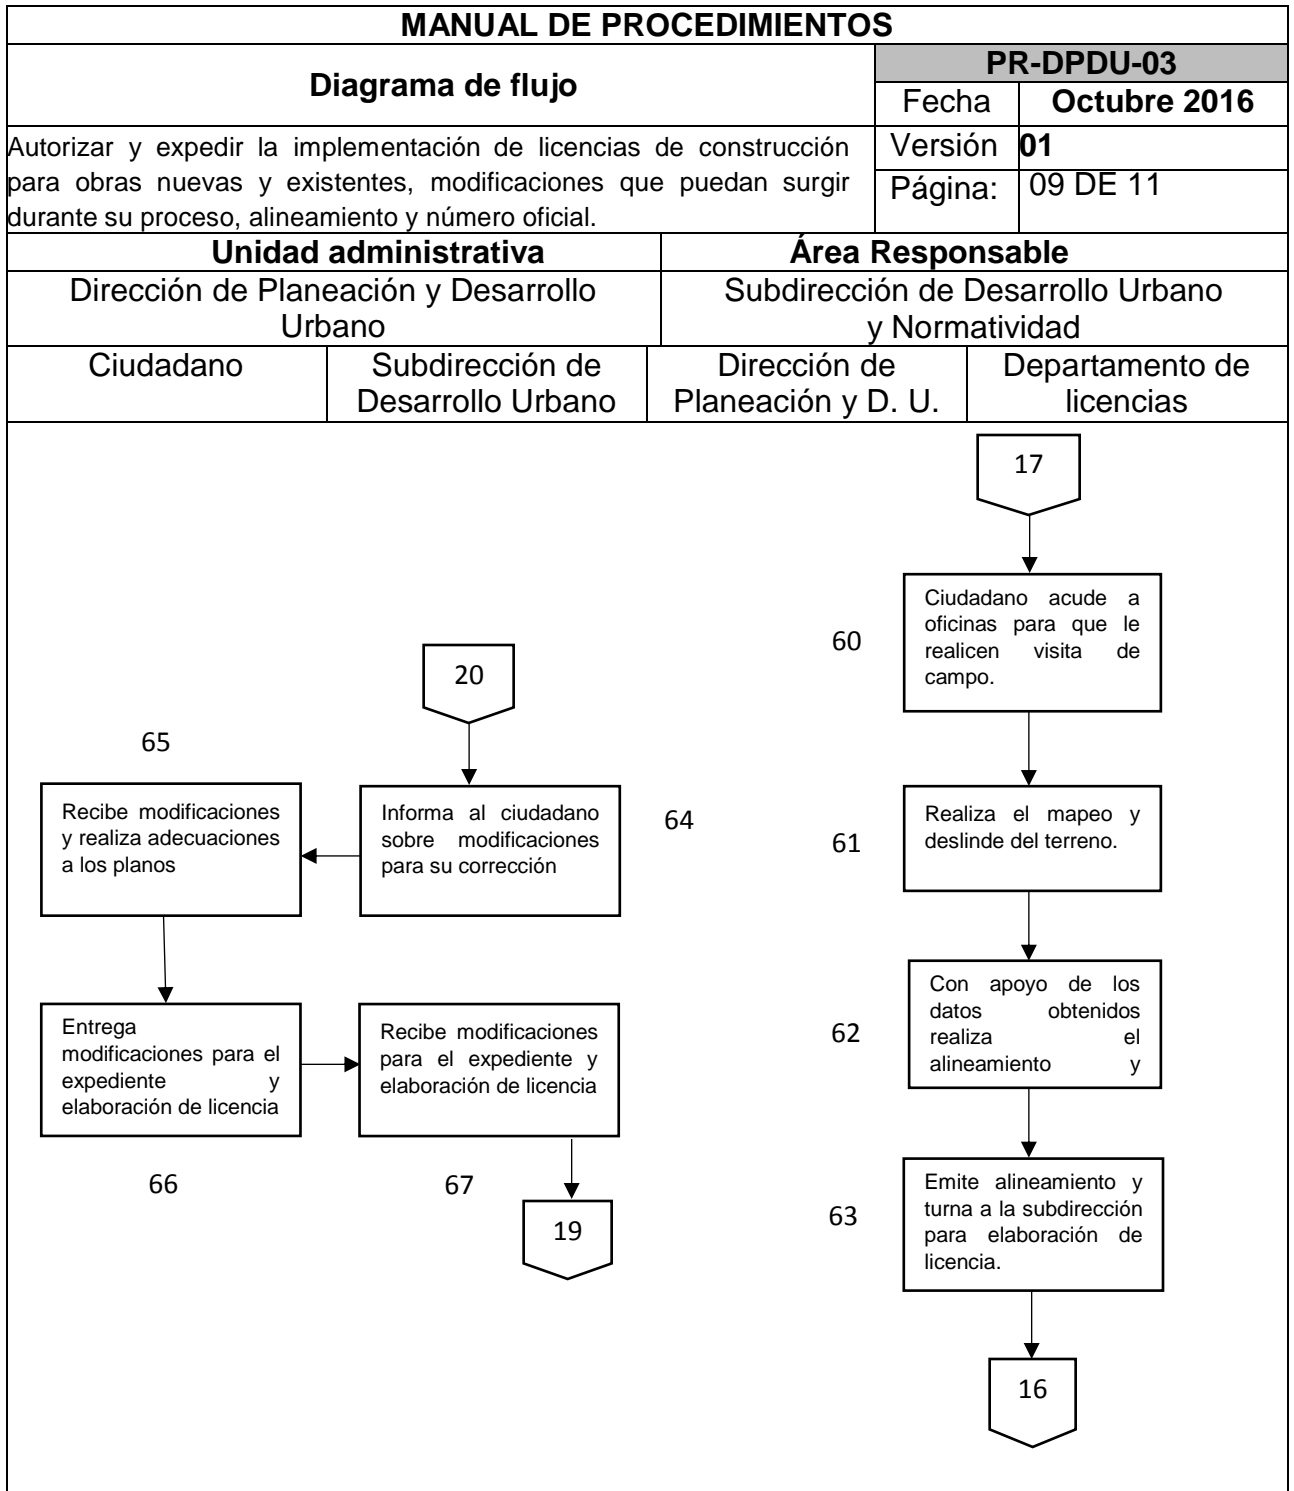 MANUAL DE PROCEDIMIENTOS
Diagrama de flujo
PR-DPDU-03
Fecha
Octubre 2016
Autorizar y expedir la implementación de licencias de construcción
para obras nuevas y existentes, modificaciones que puedan surgir
durante su proceso, alineamiento y número oficial.
Versión
01
Página:
09 DE 11
Unidad administrativa
Área Responsable
Dirección de Planeación y Desarrollo
Urbano
Subdirección de Desarrollo Urbano
y Normatividad
Ciudadano
Subdirección de
Desarrollo Urbano
Dirección de
Planeación y D. U.
Departamento de
licencias
17
60
Ciudadano acude a
oficinas para que le
realicen visita de
campo.
20
65
Recibe modificaciones
y realiza adecuaciones
a los planos
Informa al ciudadano
sobre modificaciones
para su corrección
64
61
Realiza el mapeo y
deslinde del terreno.
Entrega
modificaciones para el
expediente y
elaboración de licencia
Recibe modificaciones
para el expediente y
elaboración de licencia
62
Con apoyo de los
datos obtenidos
realiza el
alineamiento y
66
67
19
63
Emite alineamiento y
turna a la subdirección
para elaboración de
licencia.
16